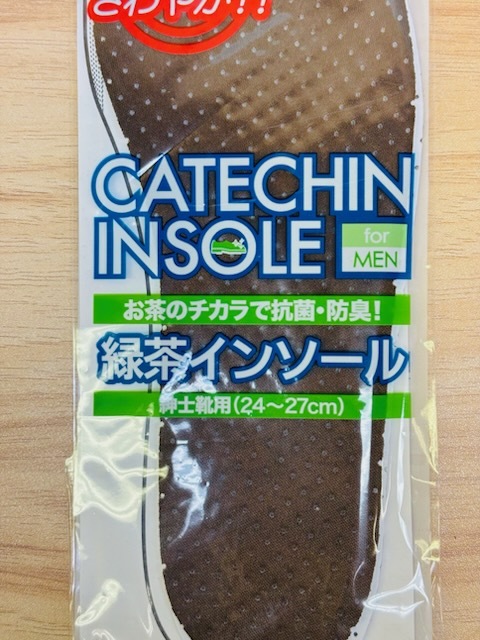 さわやか!!
CATECHIN
INSOLE
for
MEN
お茶のチカラで抗菌・防臭!
緑茶インソール
紳士靴用(24〜27cm)